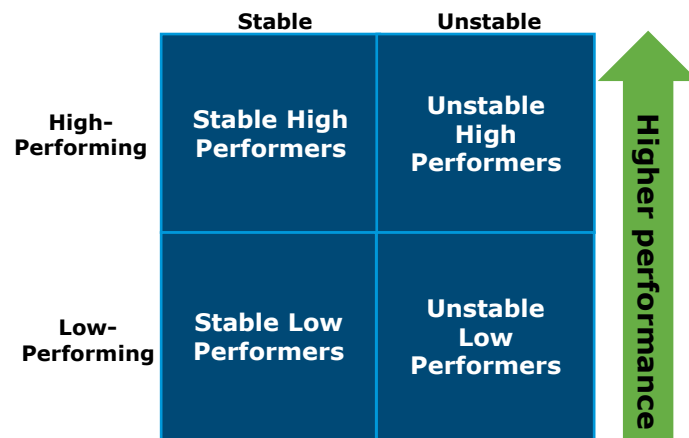 Stable
Unstable
High-
Performing
Stable High
Performers
Unstable
High
Performers
Higher performance
Low-
Performing
Stable Low
Performers
Unstable
Low
Performers